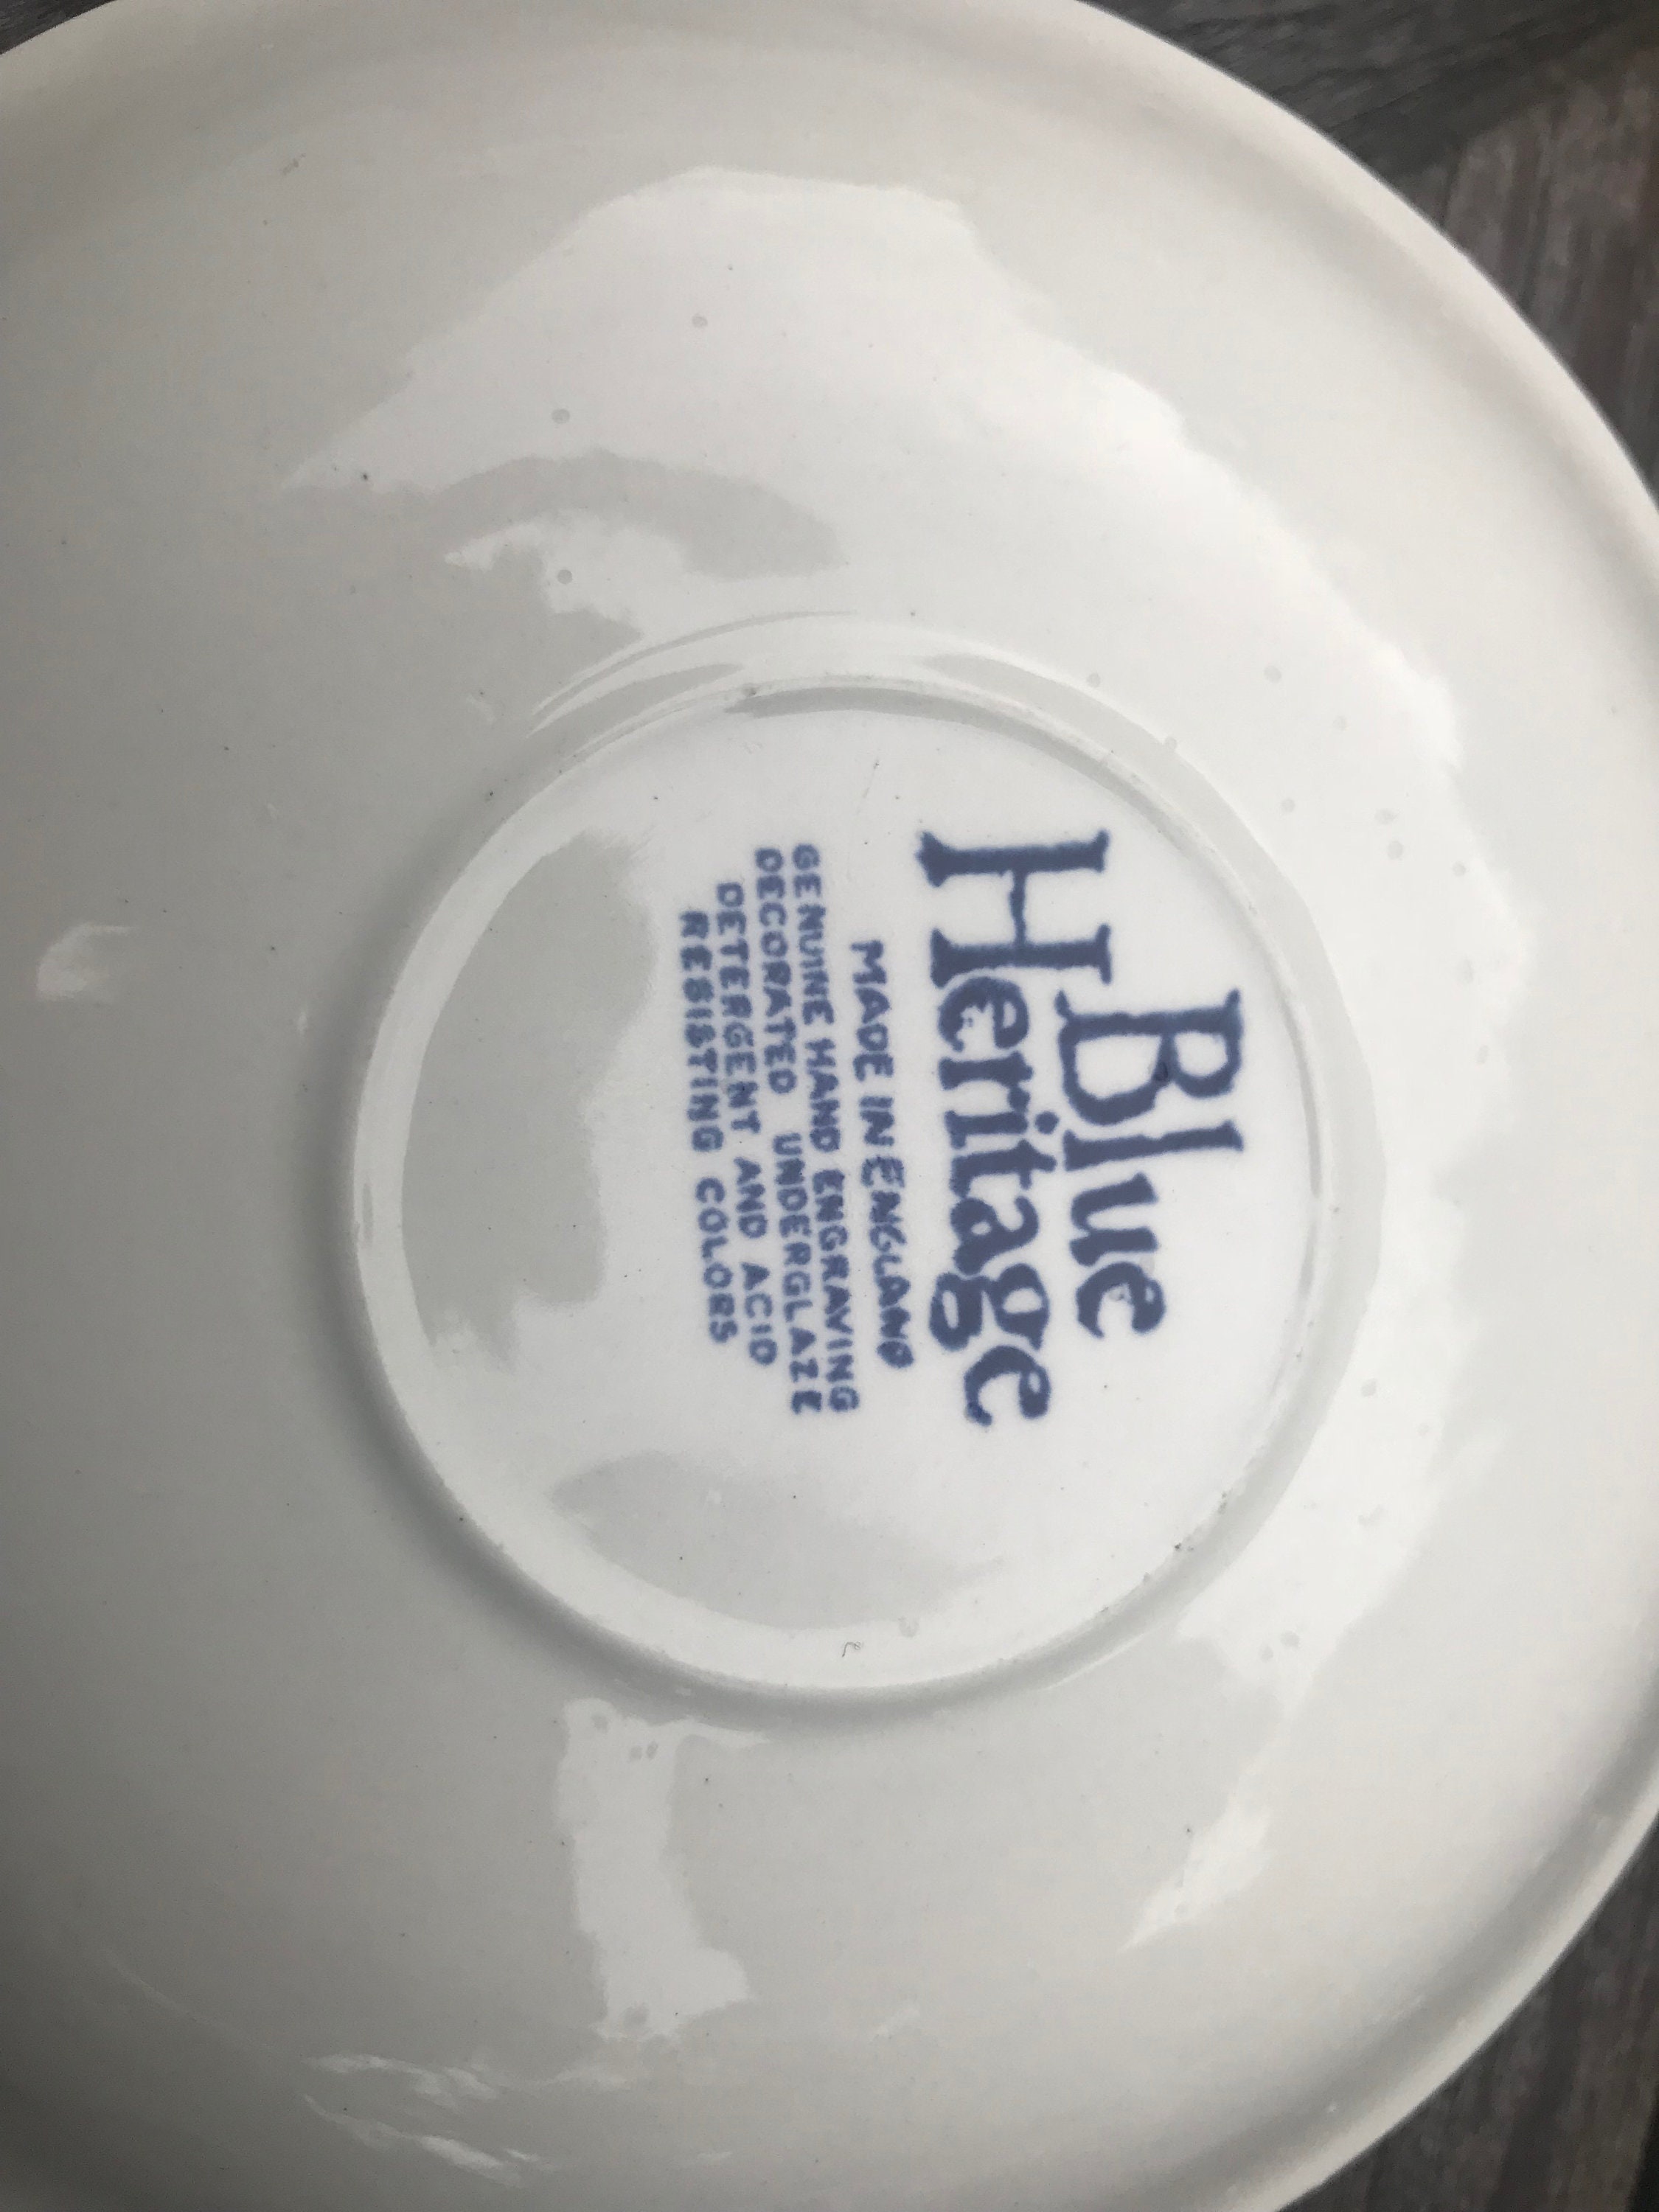 Blue
Heritage
MADE IN ENGLAND
GENUINE HAND ENGRAVING
DECORATED UNDERGLAZE
DETERGENT AND ACID
RESISTING COLORS